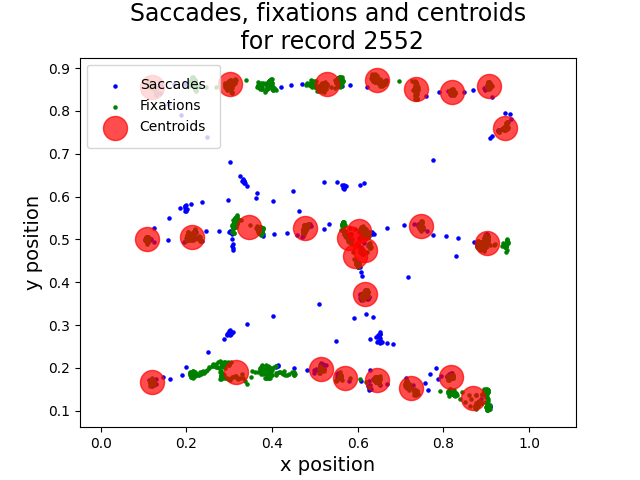 Saccades, fixations and centroids
for record 2552
Saccades
Fixations
Centroids
0.9
0.8
0.7
0.6
0.5
0.4
0.3
0.2
0.1
y position
0.0 0.2 0.4 0.6 0.8 1.0
x position